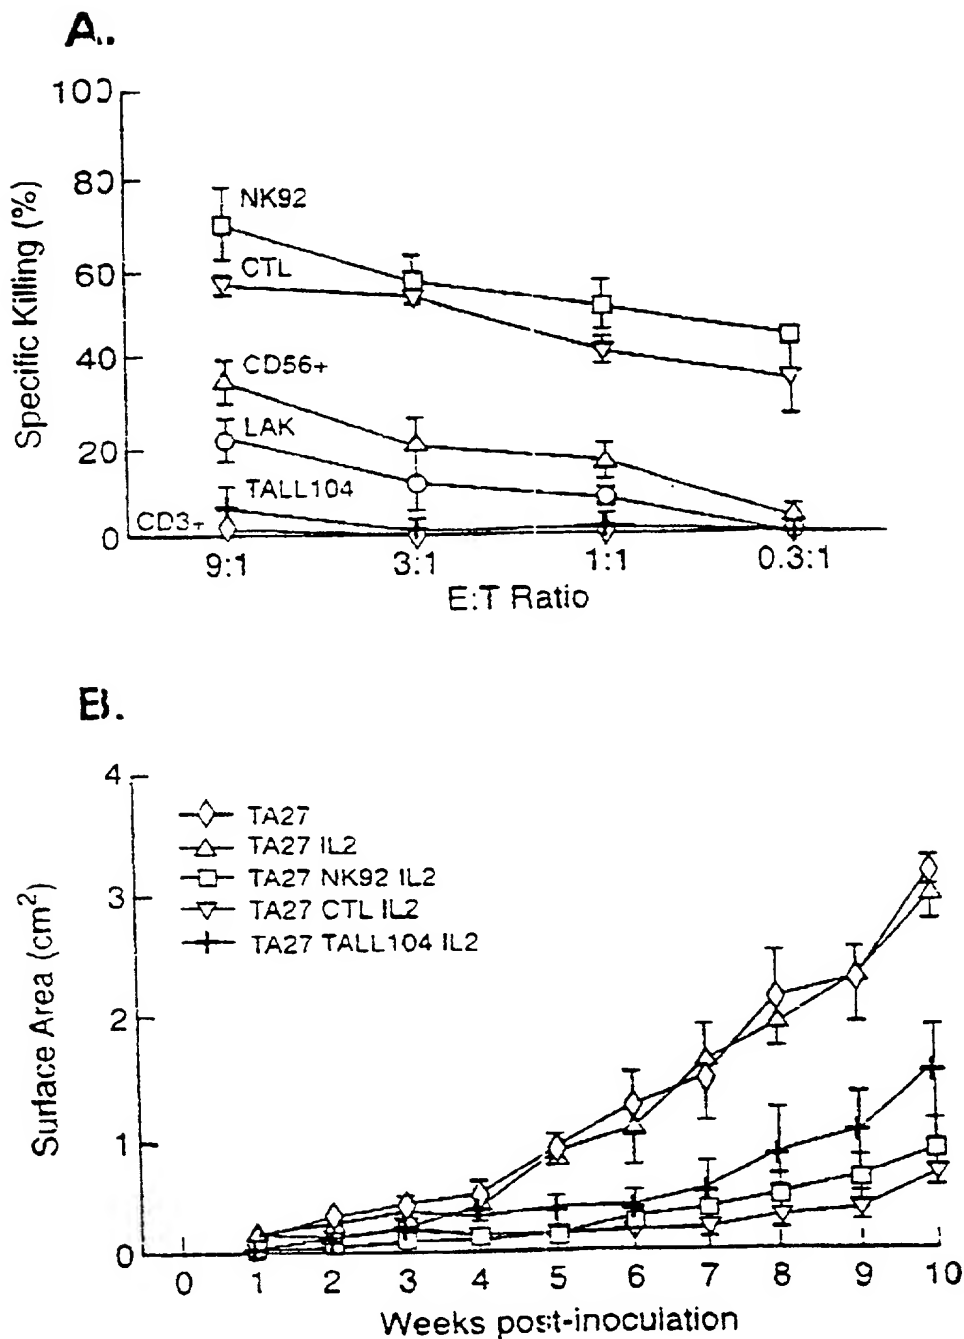 A.
100
80
60
40
20
0
Specific Killing (%)
NK92
CTL
CD56+
LAK
TALL104
CD3+
9:1 3:1 1:1 0.3:1
E:T Ratio
B.
4
3
2
1
0
Surface Area (cm²)
TA27
TA27 IL2
TA27 NK92 IL2
TA27 CTL IL2
TA27 TALL104 IL2
0 1 2 3 4 5 6 7 8 9 10
Weeks post-inoculation